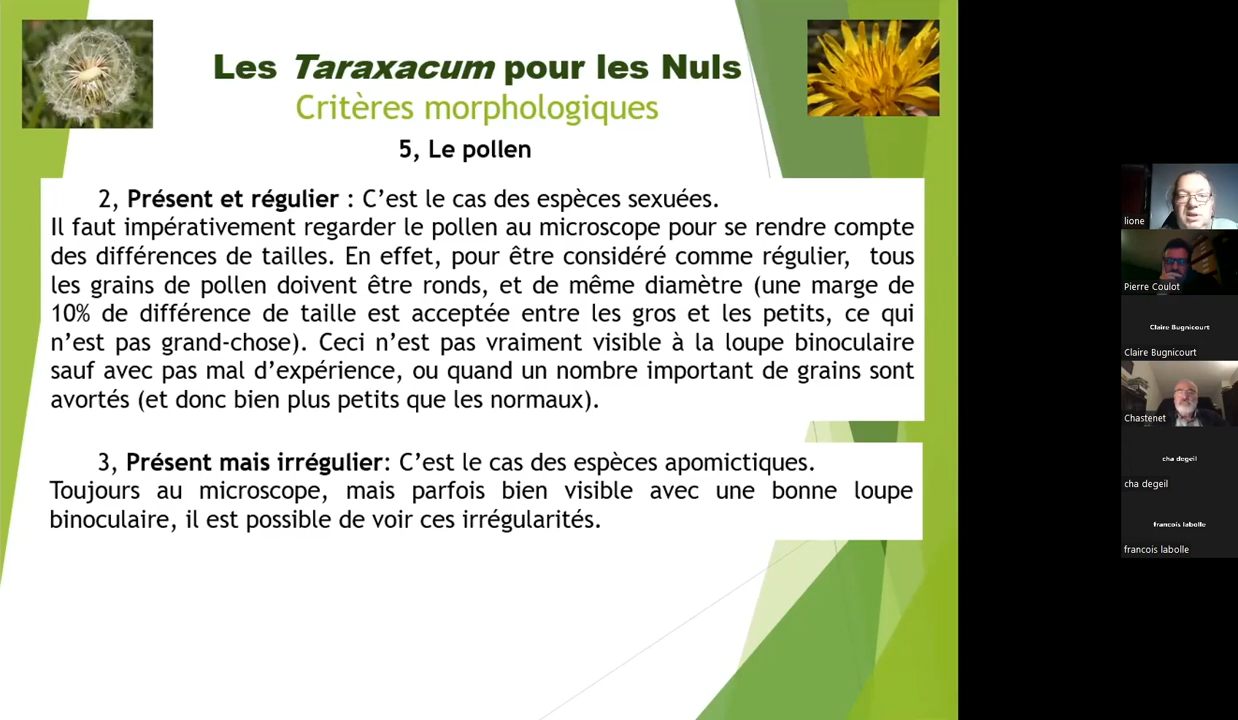 Les Taraxacum pour les Nuls
Critères morphologiques
5, Le pollen
2, Présent et régulier : C’est le cas des espèces sexuées.
Il faut impérativement regarder le pollen au microscope pour se rendre compte
des différences de tailles. En effet, pour être considéré comme régulier, tous
les grains de pollen doivent être ronds, et de même diamètre (une marge de
10% de différence de taille est acceptée entre les gros et les petits, ce qui
n’est pas grand-chose). Ceci n’est pas vraiment visible à la loupe binoculaire
sauf avec pas mal d’expérience, ou quand un nombre important de grains sont
avortés (et donc bien plus petits que les normaux).
3, Présent mais irrégulier: C’est le cas des espèces apomictiques.
Toujours au microscope, mais parfois bien visible avec une bonne loupe
binoculaire, il est possible de voir ces irrégularités.
lione
Pierre Coulot
Claire Bugnicourt
Claire Bugnicourt
Chastenet
cha degeil
cha degeil
francois labolle
francois labolle